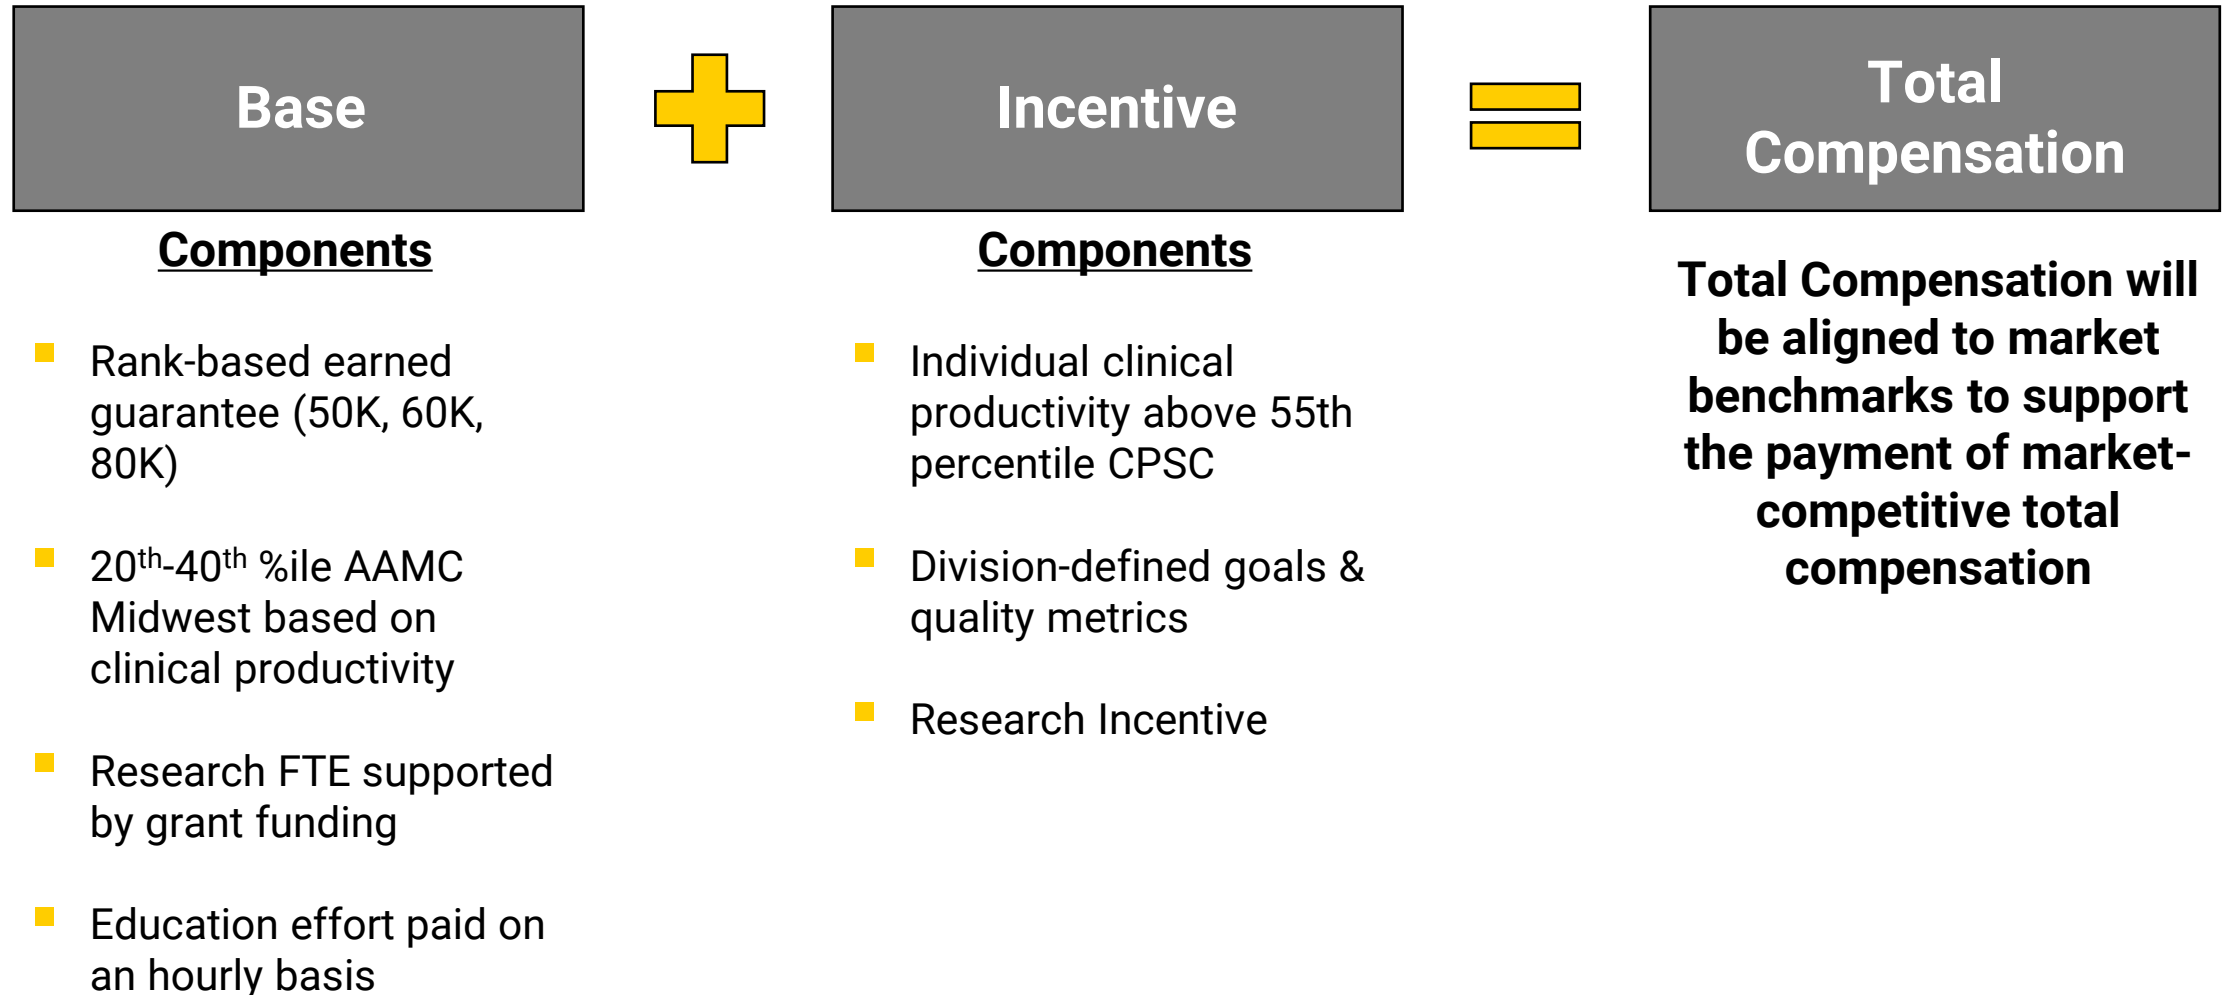 Base
Components
Rank-based earned
guarantee (50K, 60K,
80K)
20th-40th %ile AAMC
Midwest based on
clinical productivity
Research FTE supported
by grant funding
Education effort paid on
an hourly basis
Incentive
Components
Individual clinical
productivity above 55th
percentile CPSC
Division-defined goals &
quality metrics
Research Incentive
Total
Compensation
Total Compensation will
be aligned to market
benchmarks to support
the payment of market-
competitive total
compensation